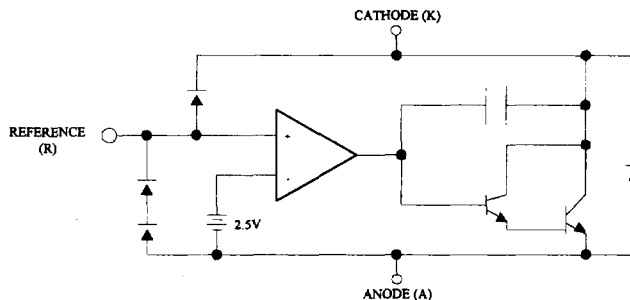 CATHODE (K)
REFERENCE
(R)
+
-
2.5V
ANODE (A)